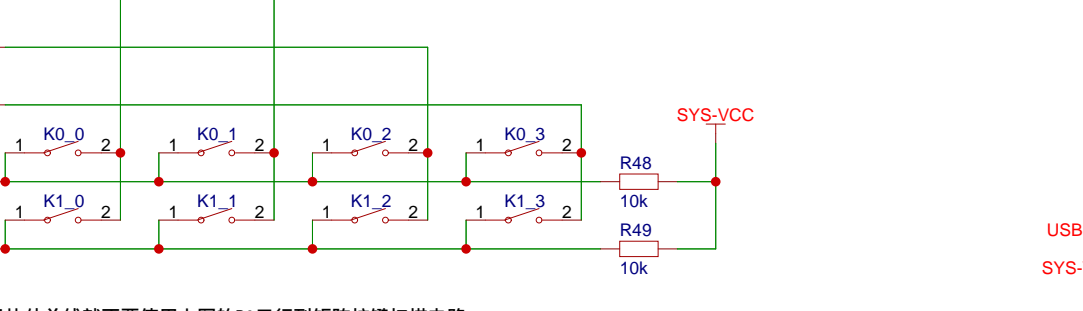 SYS-VCC
K0_0 K0_1 K0_2 K0_3
1 2 1 2 1 2 1 2
R48
10k
K1_0 K1_1 K1_2 K1_3
1 2 1 2 1 2 1 2
R49
10k
USB
SYS-